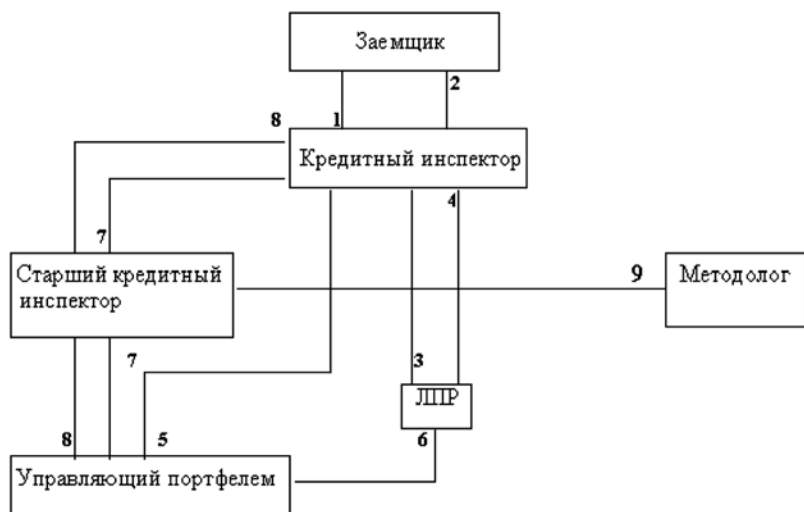 Заемщик
2
8
1
Кредитный инспектор
4
7
Старший кредитный
инспектор
9
Методолог
7
3
ЛПР
8
5
6
Управляющий портфелем